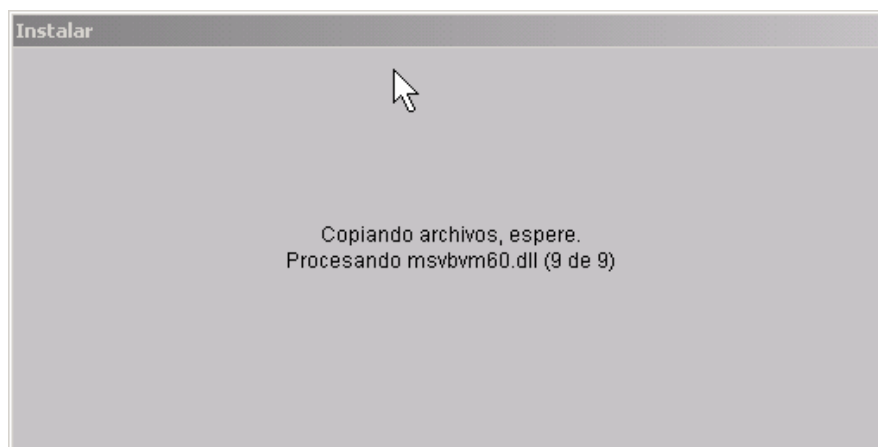 Instalar
Copiando archivos, espere.
Procesando msvbvm60.dll (9 de 9)